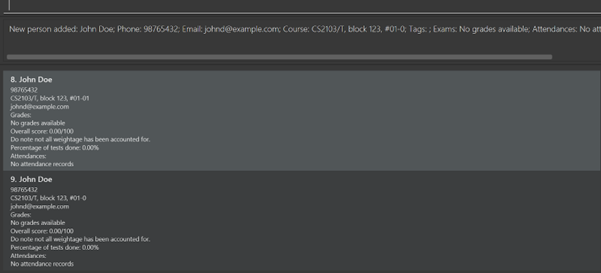 New person added: John Doe; Phone: 98765432; Email: johnd@example.com; Course: CS2103/T, block 123, #01-0; Tags: ; Exams: No grades available; Attendances: No att
8. John Doe
98765432
CS2103/T, block 123, #01-01
johnd@example.com
Grades:
No grades available
Overall score: 0.00/100
Do note not all weightage has been accounted for.
Percentage of tests done: 0.00%
Attendances:
No attendance records
9. John Doe
98765432
CS2103/T, block 123, #01-0
johnd@example.com
Grades:
No grades available
Overall score: 0.00/100
Do note not all weightage has been accounted for.
Percentage of tests done: 0.00%
Attendances:
No attendance records